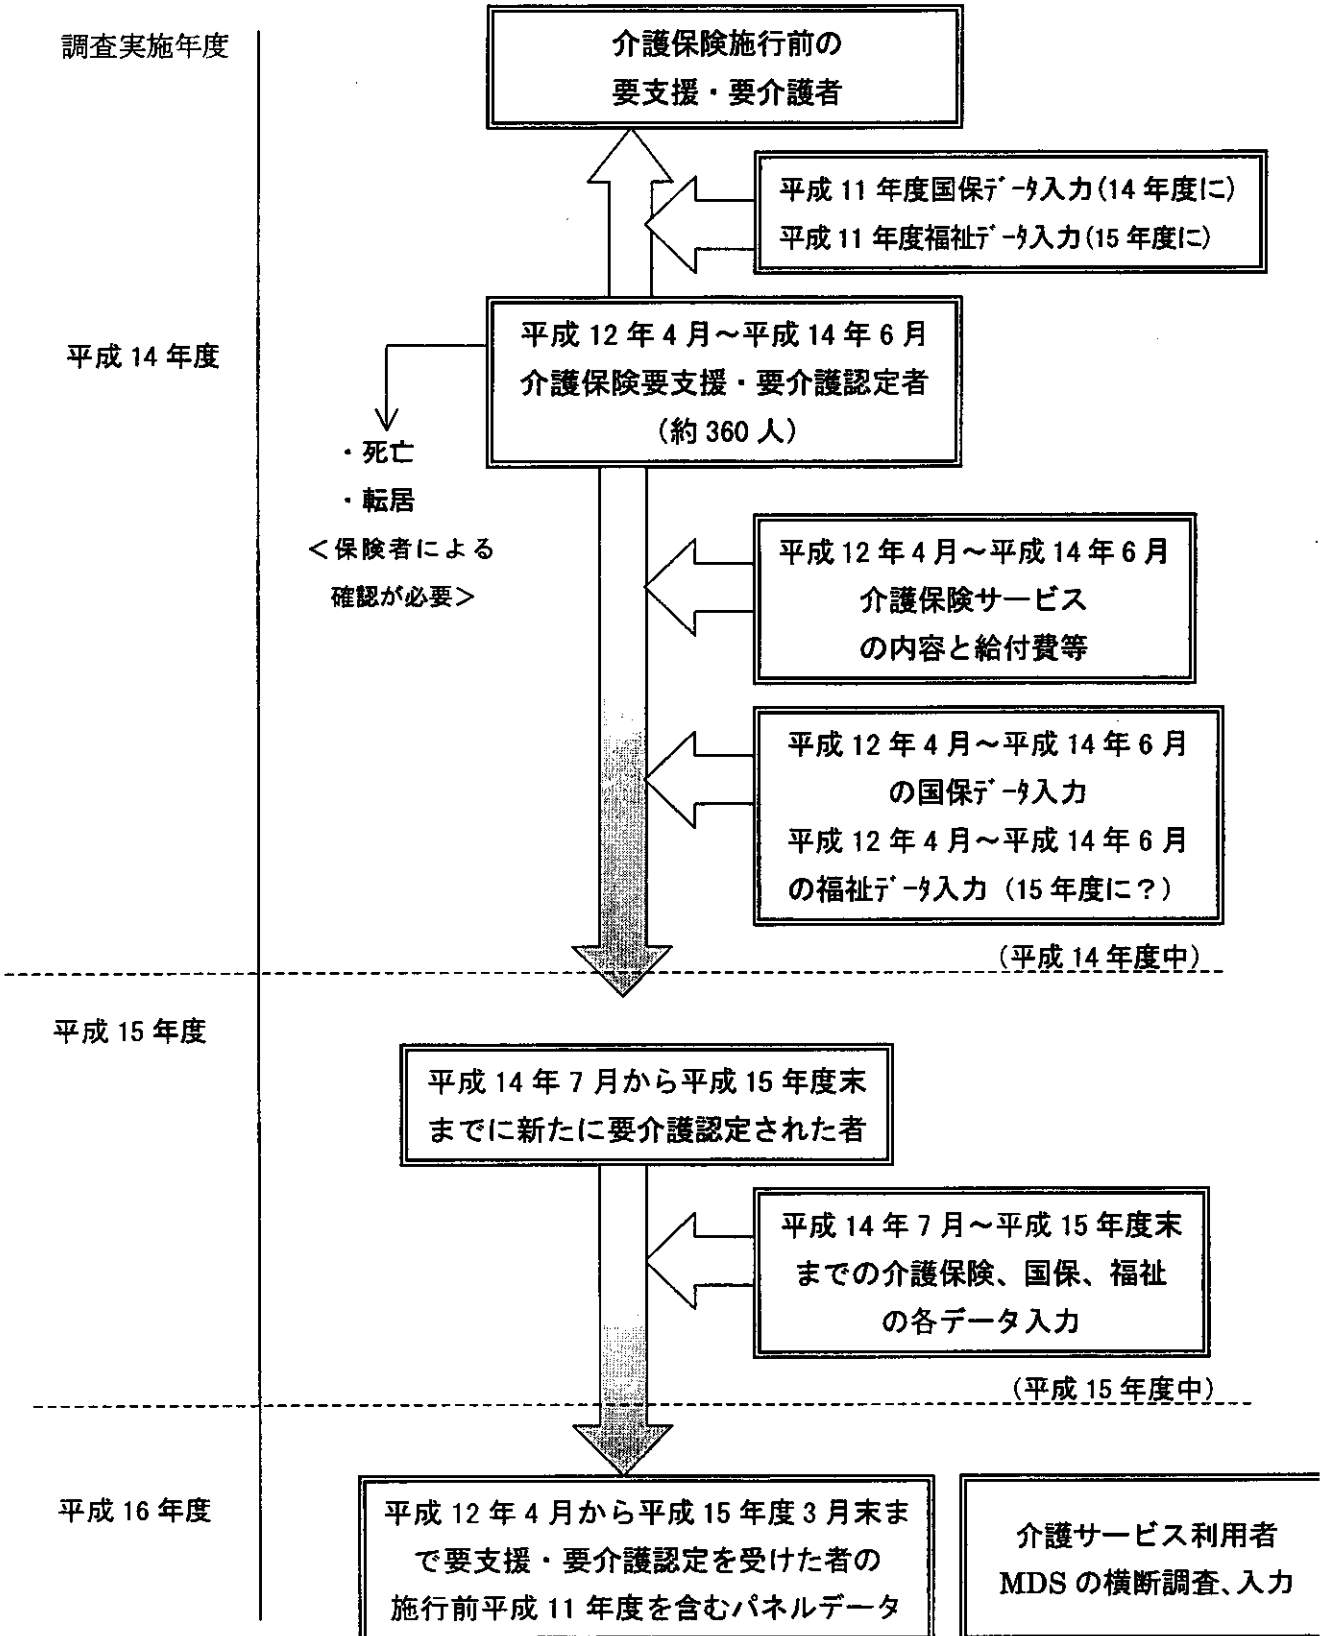 調査実施年度
介護保険施行前の
要支援・要介護者
平成 11 年度国保ﾃﾞｰﾀ入力(14 年度に)
平成 11 年度福祉ﾃﾞｰﾀ入力(15 年度に)
平成 14 年度
平成 12 年 4 月～平成 14 年 6 月
介護保険要支援・要介護認定者
(約 360 人)
・死亡
・転居
＜保険者による
確認が必要＞
平成 12 年 4 月～平成 14 年 6 月
介護保険サービス
の内容と給付費等
平成 12 年 4 月～平成 14 年 6 月
の国保ﾃﾞｰﾀ入力
平成 12 年 4 月～平成 14 年 6 月
の福祉ﾃﾞｰﾀ入力 (15 年度に？)
(平成 14 年度中)
平成 15 年度
平成 14 年 7 月から平成 15 年度末
までに新たに要介護認定された者
平成 14 年 7 月～平成 15 年度末
までの介護保険、国保、福祉
の各データ入力
(平成 15 年度中)
平成 16 年度
平成 12 年 4 月から平成 15 年度 3 月末ま
で要支援・要介護認定を受けた者の
施行前平成 11 年度を含むパネルデータ
介護サービス利用者
MDS の横断調査、入力